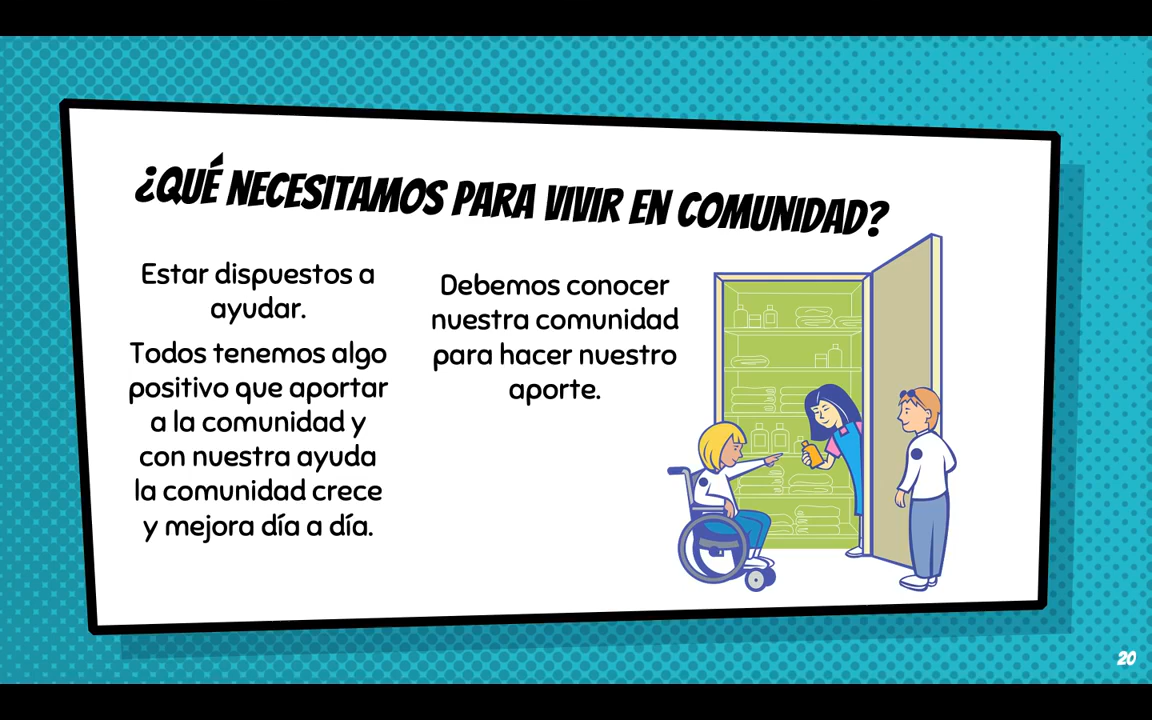 ¿QUÉ NECESITAMOS PARA VIVIR EN COMUNIDAD?
Estar dispuestos a
ayudar.
Todos tenemos algo
positivo que aportar
a la comunidad y
con nuestra ayuda
la comunidad crece
y mejora día a día.
Debemos conocer
nuestra comunidad
para hacer nuestro
aporte.
20